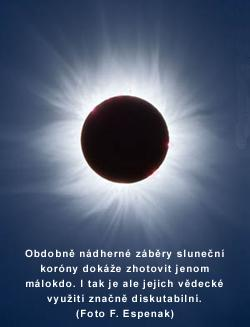 Obdobně nádherné záběry sluneční
koróny dokáže zhotovit jenom
málokdo. I tak je ale jejich vědecké
využití značně diskutabilní.
(Foto F. Espenak)